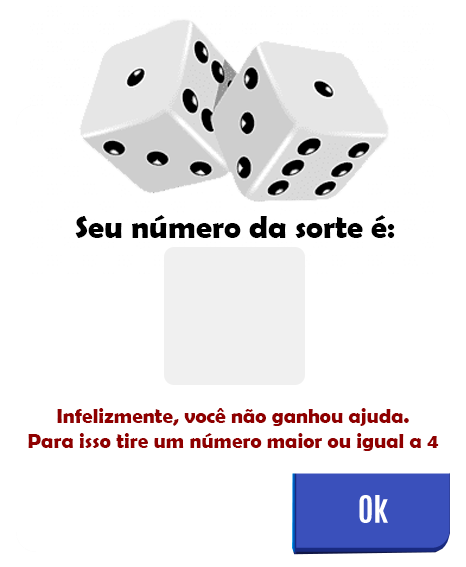 Seu número da sorte é:
Infelizmente, você não ganhou ajuda.
Para isso tire um número maior ou igual a 4
Ok